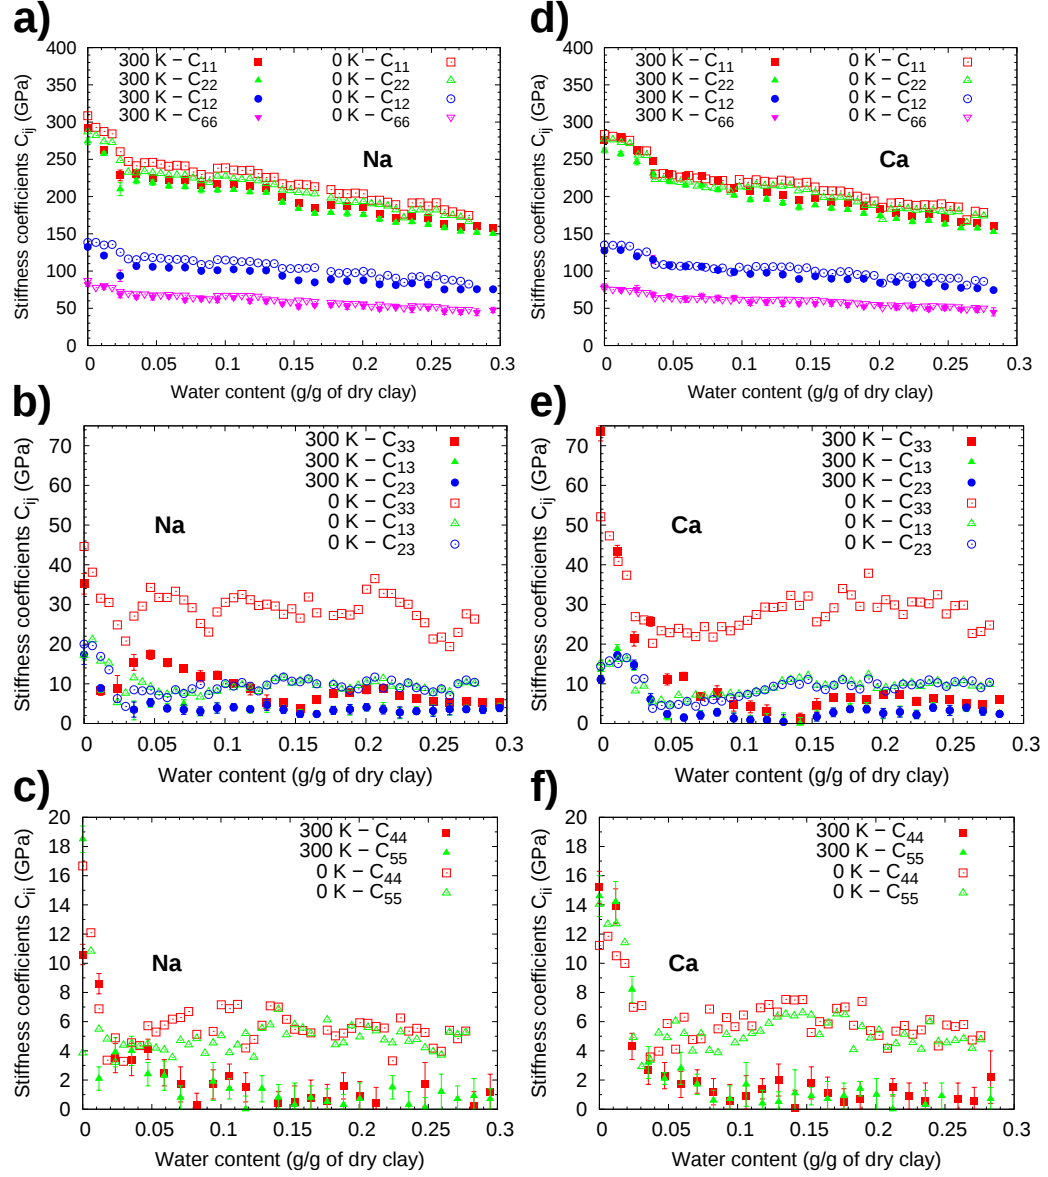 a)
Stiffness coefficients Cij (GPa)
400
350
300
250
200
150
100
50
0
300 K – C11
300 K – C22
300 K – C12
300 K – C66
0 K – C11
0 K – C22
0 K – C12
0 K – C66
Na
0 0.05 0.1 0.15 0.2 0.25 0.3
Water content (g/g of dry clay)
d)
Stiffness coefficients Cij (GPa)
400
350
300
250
200
150
100
50
0
300 K – C11
300 K – C22
300 K – C12
300 K – C66
0 K – C11
0 K – C22
0 K – C12
0 K – C66
Ca
0 0.05 0.1 0.15 0.2 0.25 0.3
Water content (g/g of dry clay)
b)
Stiffness coefficients Cij (GPa)
70
60
50
40
30
20
10
0
300 K – C33
300 K – C13
300 K – C23
0 K – C33
0 K – C13
0 K – C23
Na
0 0.05 0.1 0.15 0.2 0.25 0.3
Water content (g/g of dry clay)
e)
Stiffness coefficients Cij (GPa)
70
60
50
40
30
20
10
0
300 K – C33
300 K – C13
300 K – C23
0 K – C33
0 K – C13
0 K – C23
Ca
0 0.05 0.1 0.15 0.2 0.25 0.3
Water content (g/g of dry clay)
c)
Stiffness coefficients Cii (GPa)
20
18
16
14
12
10
8
6
4
2
0
300 K – C44
300 K – C55
0 K – C44
0 K – C55
Na
0 0.05 0.1 0.15 0.2 0.25 0.3
Water content (g/g of dry clay)
f)
Stiffness coefficients Cii (GPa)
20
18
16
14
12
10
8
6
4
2
0
300 K – C44
300 K – C55
0 K – C44
0 K – C55
Ca
0 0.05 0.1 0.15 0.2 0.25 0.3
Water content (g/g of dry clay)